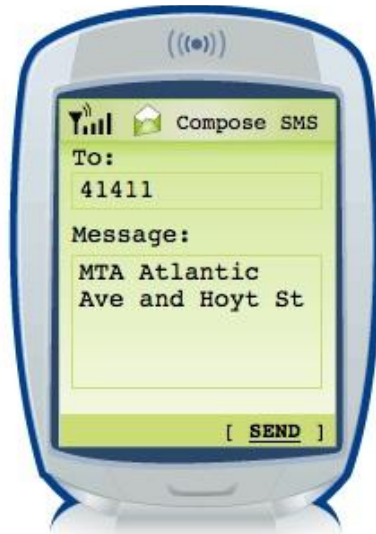 Compose SMS
To:
41411
Message:
MTA Atlantic
Ave and Hoyt St
[ SEND ]